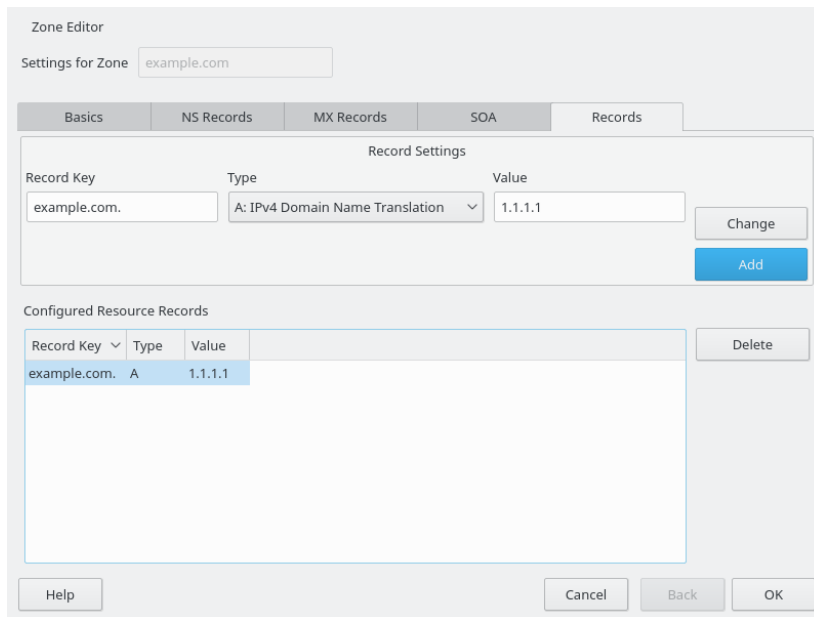 Zone Editor
Settings for Zone example.com
Basics NS Records MX Records SOA Records
Record Settings
Record Key Type Value
example.com. A: IPv4 Domain Name Translation 1.1.1.1
Change
Add
Configured Resource Records
Record Key Type Value Delete
example.com. A 1.1.1.1
Help Cancel Back OK